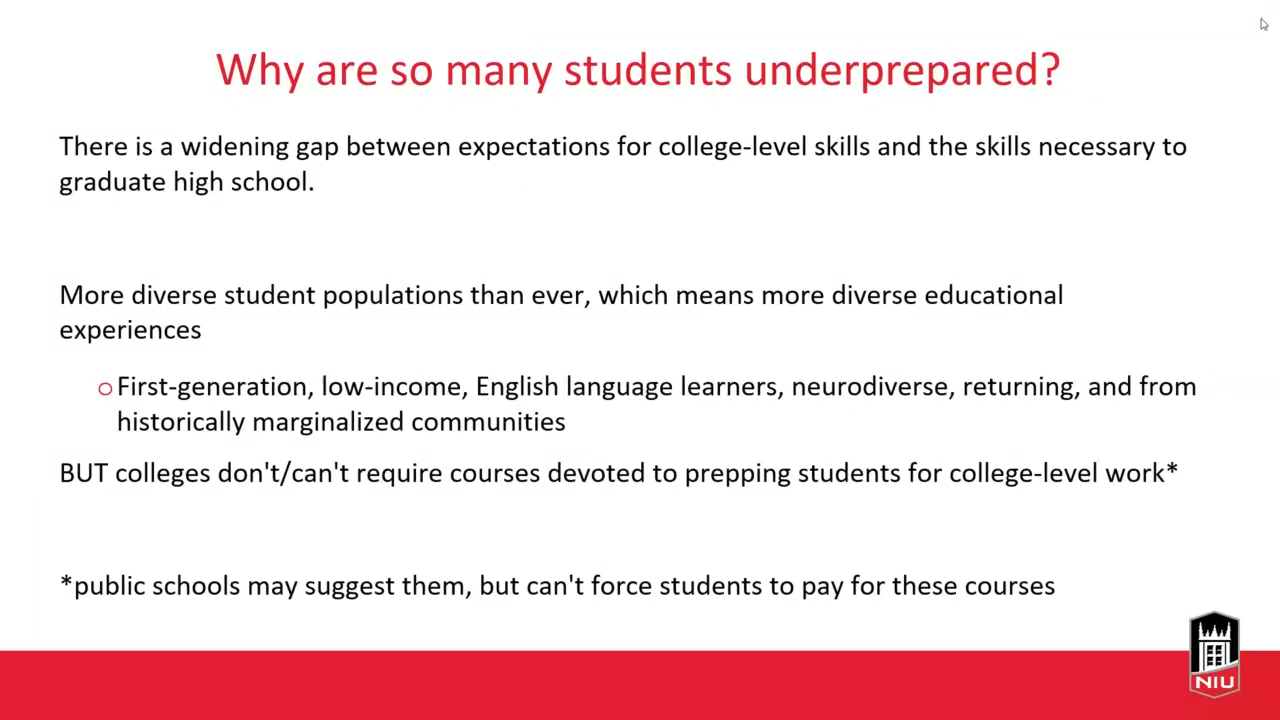 Why are so many students underprepared?
There is a widening gap between expectations for college-level skills and the skills necessary to
graduate high school.
More diverse student populations than ever, which means more diverse educational
experiences
○ First-generation, low-income, English language learners, neurodiverse, returning, and from
historically marginalized communities
BUT colleges don't/can't require courses devoted to prepping students for college-level work*
*public schools may suggest them, but can't force students to pay for these courses
NIU